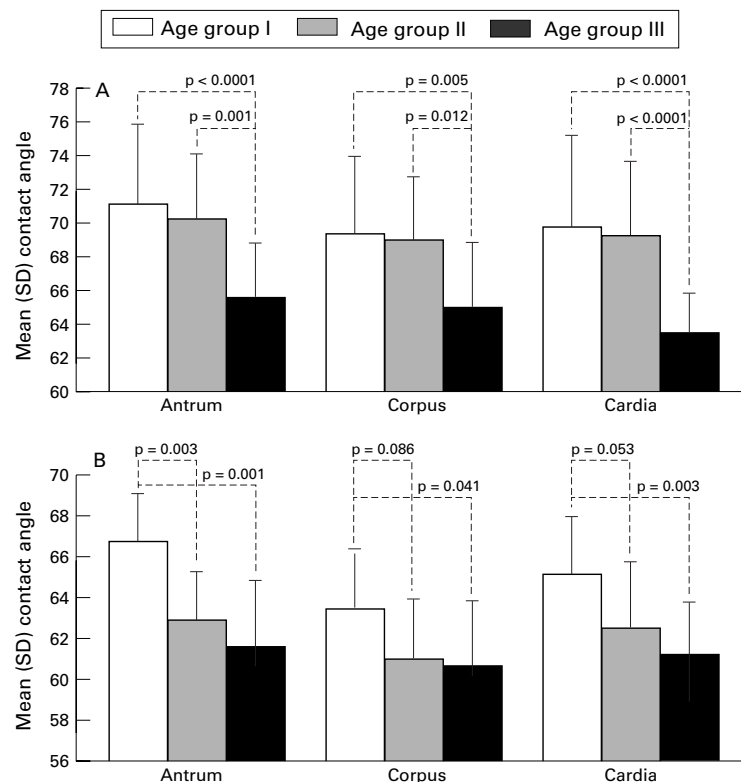 Age group I Age group II Age group III
A
p < 0.0001 p = 0.005 p < 0.0001
p = 0.001 p = 0.012 p < 0.0001
Mean (SD) contact angle
78
76
74
72
70
68
66
64
62
60
Antrum Corpus Cardia
B
p = 0.003 p = 0.086 p = 0.053
p = 0.001 p = 0.041 p = 0.003
Mean (SD) contact angle
70
68
66
64
62
60
58
56
Antrum Corpus Cardia